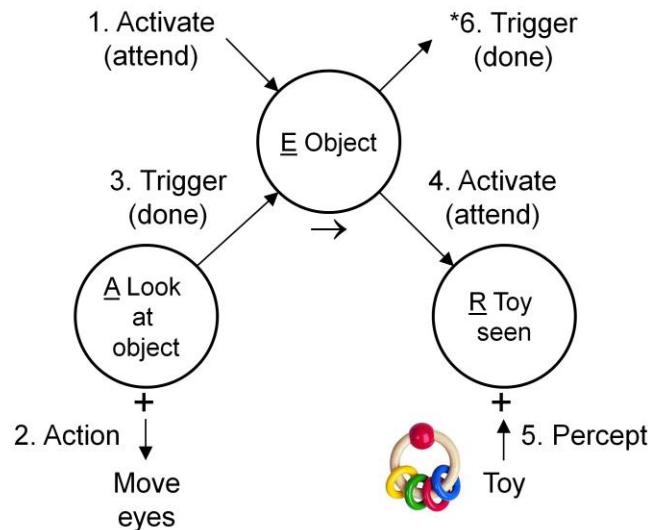 1. Activate
(attend)
*6. Trigger
(done)
E Object
3. Trigger
(done)
4. Activate
(attend)
→
A Look
at
object
R Toy
seen
+
+
2. Action
5. Percept
Move
eyes
Toy